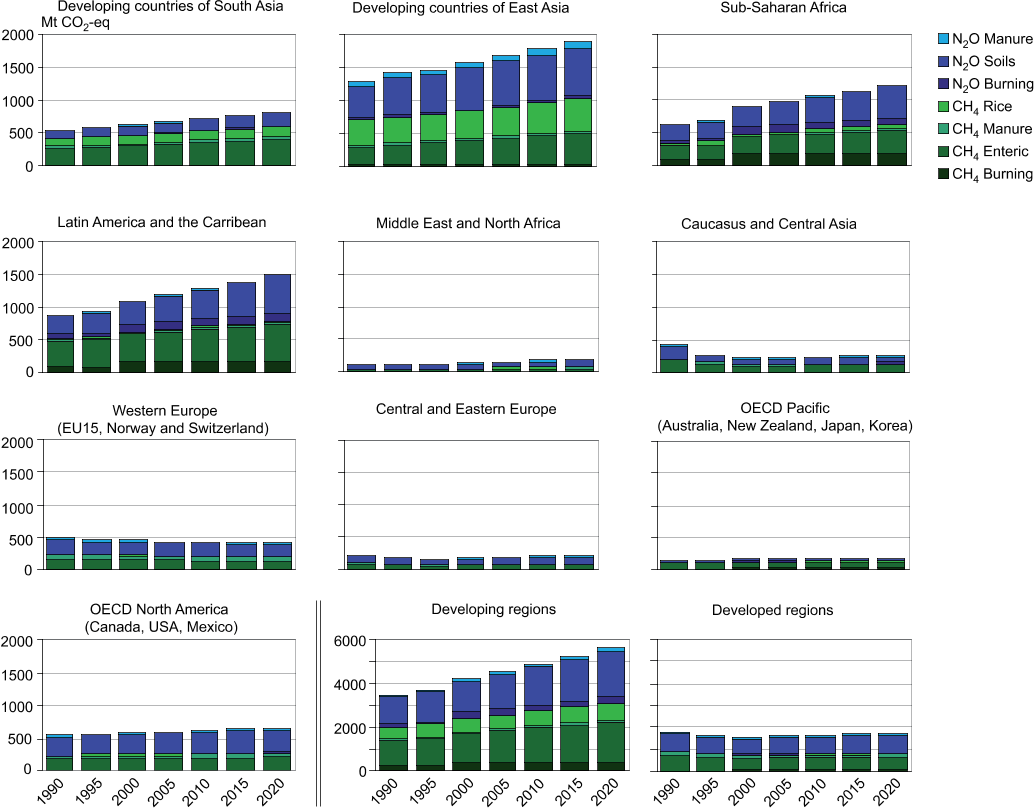 Developing countries of South Asia
Mt CO2-eq
2000
1500
1000
500
0
Developing countries of East Asia
Sub-Saharan Africa
N2O Manure
N2O Soils
N2O Burning
CH4 Rice
CH4 Manure
CH4 Enteric
CH4 Burning
Latin America and the Carribean
2000
1500
1000
500
0
Middle East and North Africa
Caucasus and Central Asia
Western Europe
(EU15, Norway and Switzerland)
2000
1500
1000
500
0
Central and Eastern Europe
OECD Pacific
(Australia, New Zealand, Japan, Korea)
OECD North America
(Canada, USA, Mexico)
2000
1500
1000
500
0
1990 1995 2000 2005 2010 2015 2020
Developing regions
6000
4000
2000
0
1990 1995 2000 2005 2010 2015 2020
Developed regions
1990 1995 2000 2005 2010 2015 2020